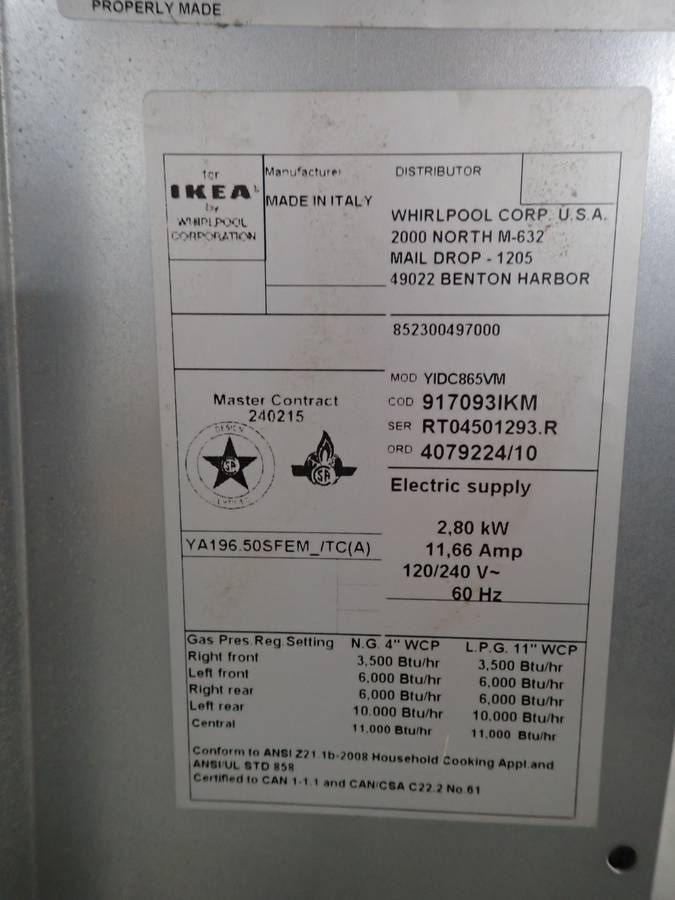 PROPERLY MADE
for
IKEA
by
WHIRLPOOL
CORPORATION
Manufacturer
MADE IN ITALY
DISTRIBUTOR
WHIRLPOOL CORP. U.S.A.
2000 NORTH M-632
MAIL DROP - 1205
49022 BENTON HARBOR
852300497000
Master Contract
240215
DESIGN
SA
SA
MOD YIDC865VM
COD 917093IKM
SER RT04501293.R
ORD 4079224/10
Electric supply
2,80 kW
11,66 Amp
120/240 V~
60 Hz
YA196.50SFEM_/TC(A)
Gas Pres.Reg.Setting N.G. 4" WCP L.P.G. 11" WCP
Right front 3,500 Btu/hr 3,500 Btu/hr
Left front 6,000 Btu/hr 6,000 Btu/hr
Right rear 6,000 Btu/hr 6,000 Btu/hr
Left rear 10.000 Btu/hr 10,000 Btu/hr
Central 11,000 Btu/hr 11,000 Btu/hr
Conform to ANSI Z21.1b-2008 Household Cooking Appl.and
ANSI/UL STD 858
Certified to CAN 1-1.1 and CAN/CSA C22.2 No.61